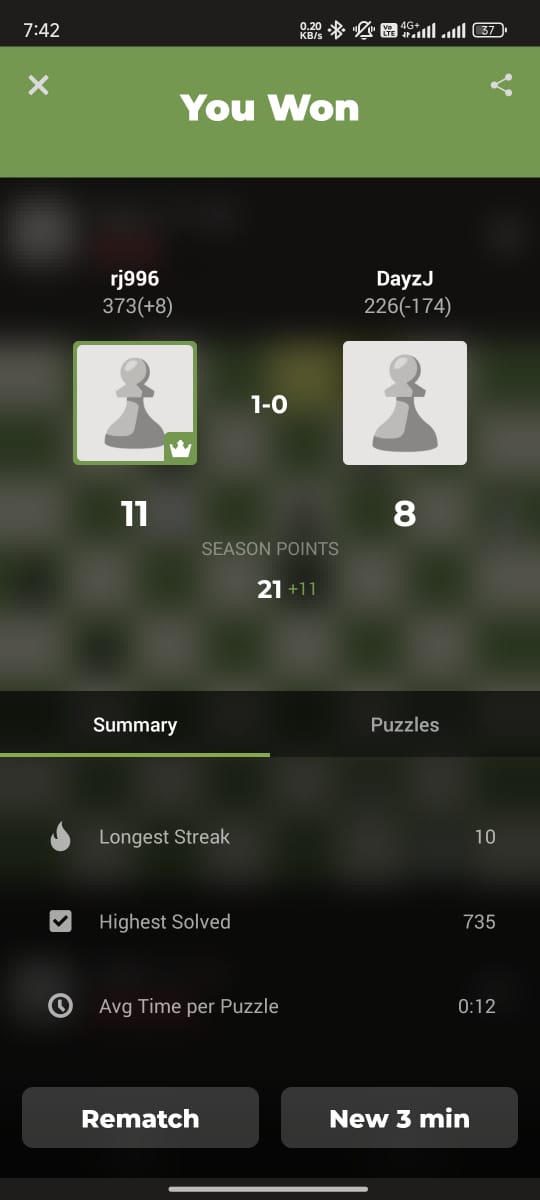 7:42
0.20
KB/s
Vo
LTE
4G+
37
You Won
rj996
DayzJ
373(+8)
226(-174)
1-0
11
8
SEASON POINTS
21 +11
Summary
Puzzles
Longest Streak
10
Highest Solved
735
Avg Time per Puzzle
0:12
Rematch
New 3 min